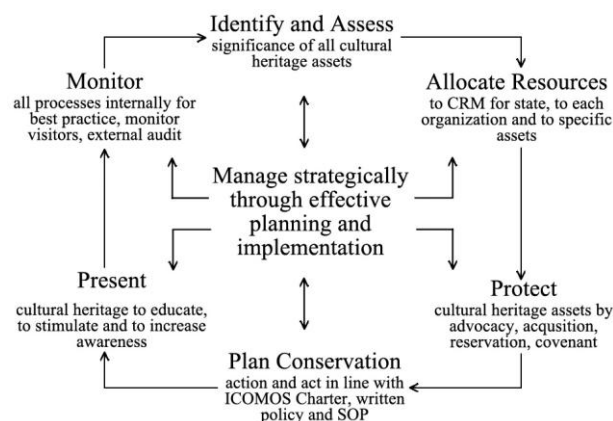 Identify and Assess
significance of all cultural
heritage assets
Monitor
all processes internally for
best practice, monitor
visitors, external audit
Allocate Resources
to CRM for state, to each
organization and to specific
assets
Manage strategically
through effective
planning and
implementation
Present
cultural heritage to educate,
to stimulate and to increase
awareness
Protect
cultural heritage assets by
advocacy, acqusition,
reservation, covenant
Plan Conservation
action and act in line with
ICOMOS Charter, written
policy and SOP